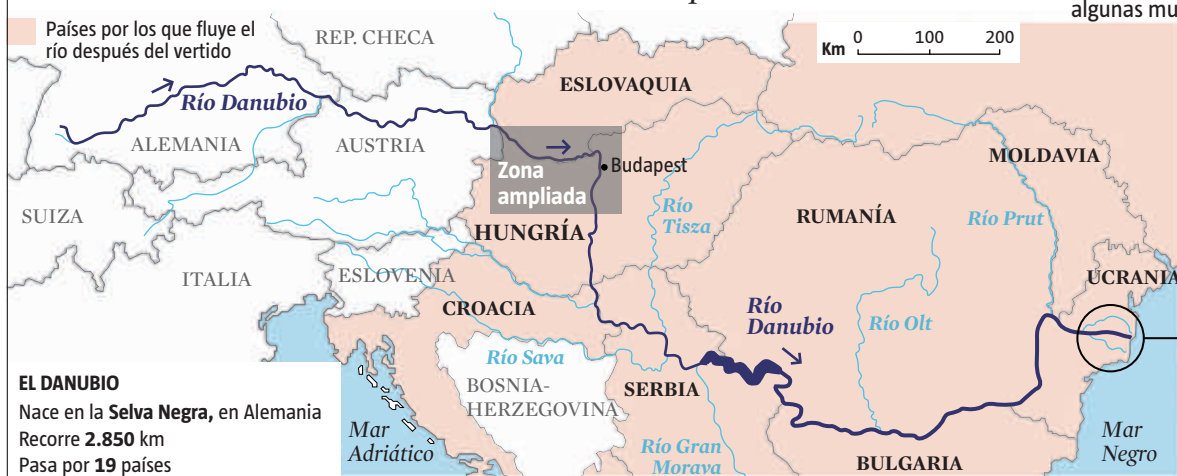 algunas mu
Países por los que fluye el
río después del vertido
Km 0 100 200
REP. CHECA
ESLOVAQUIA
Río Danubio
ALEMANIA
AUSTRIA
Zona
ampliada
Budapest
MOLDAVIA
SUIZA
Río
Tisza
RUMANÍA
Río Prut
HUNGRÍA
ITALIA
ESLOVENIA
UCRANIA
CROACIA
Río
Danubio
Río Olt
Río Sava
SERBIA
BOSNIA-
HERZEGOVINA
EL DANUBIO
Nace en la Selva Negra, en Alemania
Recorre 2.850 km
Pasa por 19 países
Mar
Adriático
Río Gran
Morava
BULGARIA
Mar
Negro